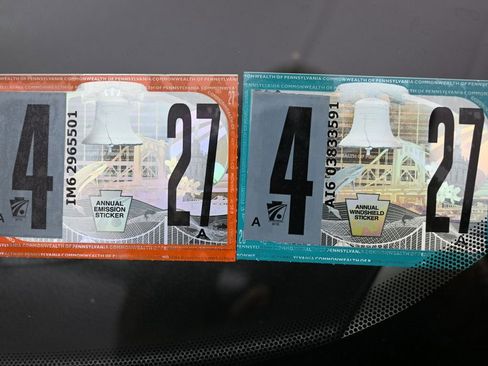 COMMONWEALTH OF PENNSYLVANIA COMMONWEALTH OF PENNSYLVANIA
4
IM6 2965501
27
ANNUAL
EMISSION
STICKER
A
A
PENNSYLVANIA COMMONWEALTH OF PENNSYLVANIA
COMMONWEALTH OF PENNSYLVANIA COMMONWEALTH OF PENNSYLVANIA
4
AI6 03833591
27
ANNUAL
WINDSHIELD
STICKER
A
A
PENNSYLVANIA COMMONWEALTH